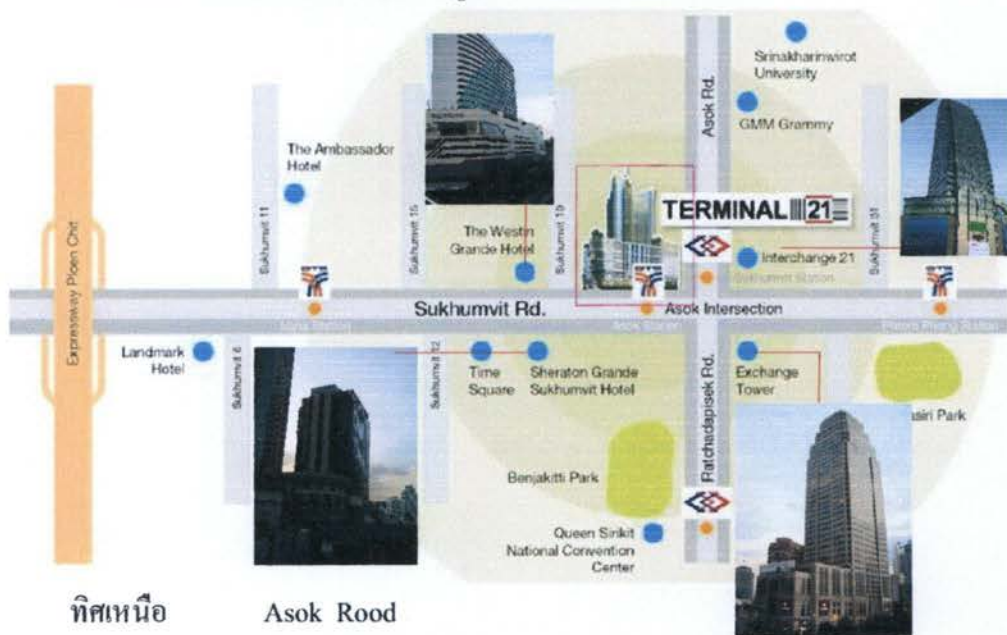 Srinakharinwirot
University
GMM Grammy
Asok Rd.
The Ambassador
Hotel
Sukhumvit 11
Sukhumvit 15
Sukhumvit 19
Sukhumvit 31
Expressway Ploen Chit
The Westin
Grande Hotel
TERMINAL 21
Interchange 21
Sukhumvit Station
Sukhumvit Rd.
Asok Intersection
Nana Station
Asok Station
Phrom Phong Station
Landmark
Hotel
Sukhumvit 6
Sukhumvit 12
Time
Square
Sheraton Grande
Sukhumvit Hotel
Ratchadapisek Rd.
Exchange
Tower
asiri Park
Benjakitti Park
Queen Sirikit
National Convention
Center
ทิศเหนือ Asok Rood